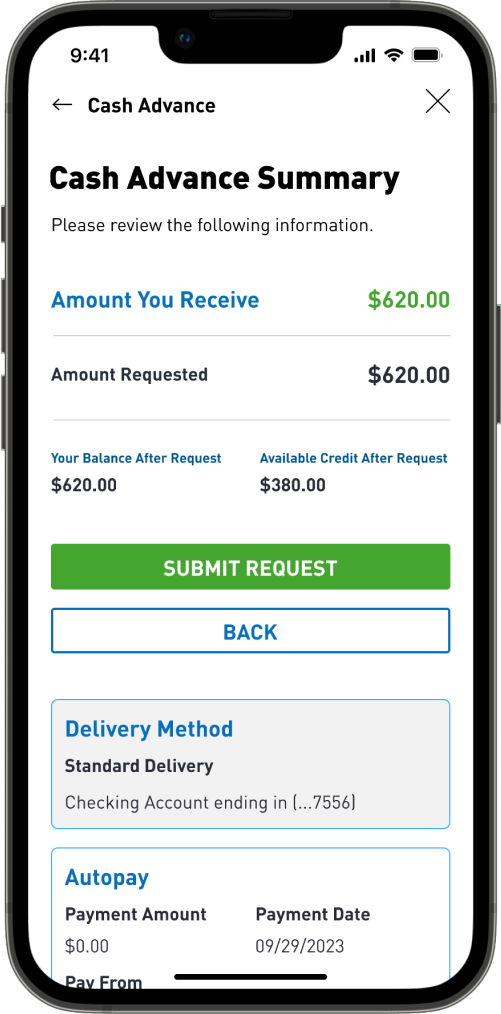 9:41
← Cash Advance
Cash Advance Summary
Please review the following information.
Amount You Receive $620.00
Amount Requested $620.00
Your Balance After Request Available Credit After Request
$620.00 $380.00
SUBMIT REQUEST
BACK
Delivery Method
Standard Delivery
Checking Account ending in (...7556)
Autopay
Payment Amount Payment Date
$0.00 09/29/2023
Pay From